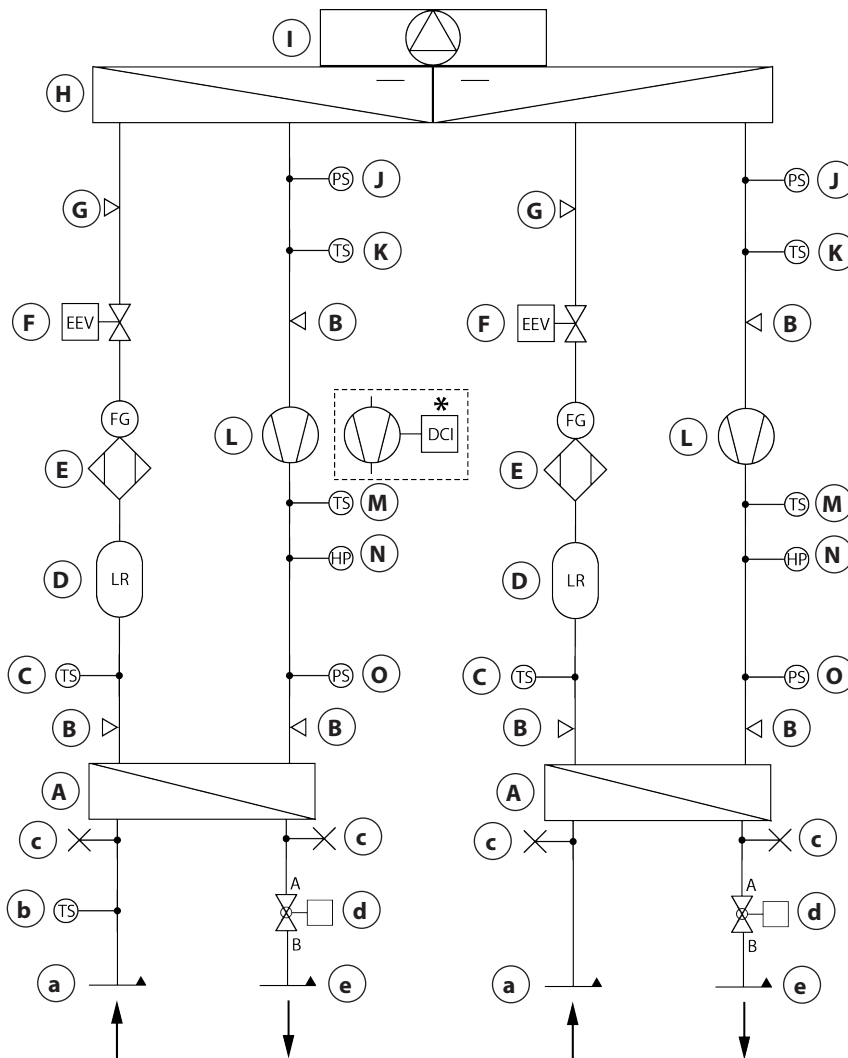 I
H
PS J PS J
G G
TS K TS K
F EEV B F EEV B
*
FG L DCI FG L
E E
TS M TS M
HP N HP N
D LR D LR
C TS PS O C TS PS O
B B B B
A A
c c c c
A A
b TS d d
B B
a e a e